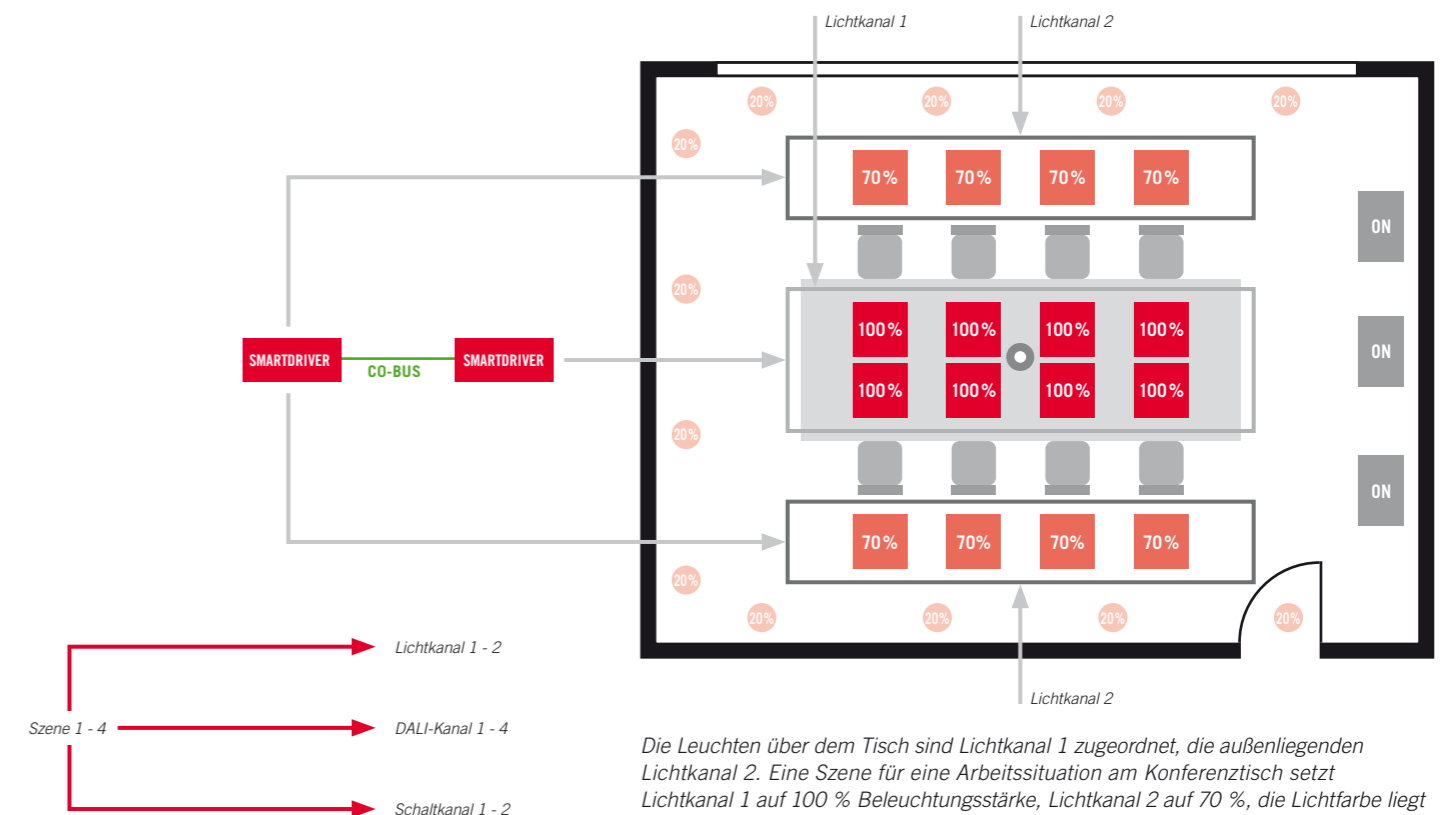 Lichtkanal 1
Lichtkanal 2
20% 20% 20% 20%
20%
70% 70% 70% 70%
ON
20%
100% 100% 100% 100%
SMARTDRIVER CO-BUS SMARTDRIVER
ON
100% 100% 100% 100%
20%
ON
70% 70% 70% 70%
20%
20% 20% 20% 20%
Lichtkanal 1 - 2
Szene 1 - 4
DALI-Kanal 1 - 4
Schaltkanal 1 - 2
Lichtkanal 2
Die Leuchten über dem Tisch sind Lichtkanal 1 zugeordnet, die außenliegenden
Lichtkanal 2. Eine Szene für eine Arbeitssituation am Konferenztisch setzt
Lichtkanal 1 auf 100 % Beleuchtungsstärke, Lichtkanal 2 auf 70 %, die Lichtfarbe liegt